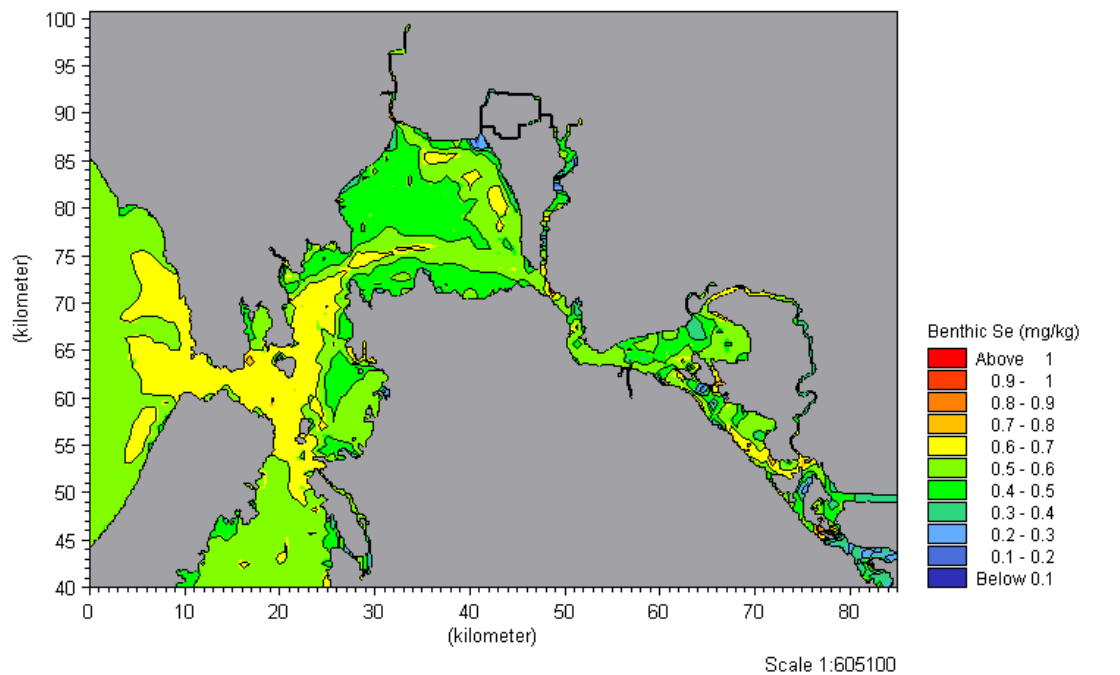 100
95
90
85
80
75
70
65
60
55
50
45
40
(kilometer)
0 10 20 30 40 50 60 70 80
(kilometer)
Scale 1:605100
Benthic Se (mg/kg)
Above 1
0.9 - 1
0.8 - 0.9
0.7 - 0.8
0.6 - 0.7
0.5 - 0.6
0.4 - 0.5
0.3 - 0.4
0.2 - 0.3
0.1 - 0.2
Below 0.1